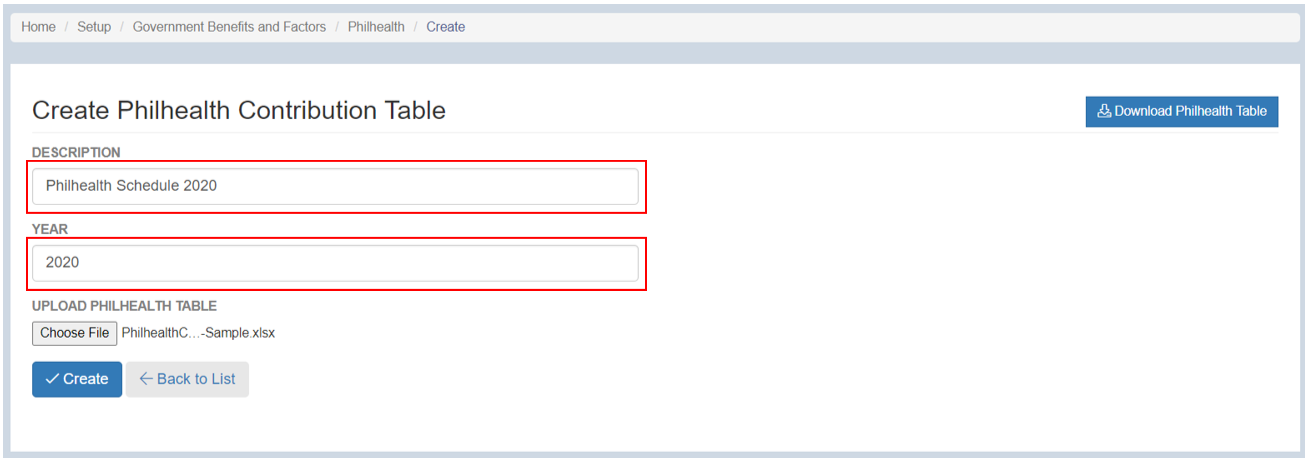 Home / Setup / Government Benefits and Factors / Philhealth / Create
Create Philhealth Contribution Table
Download Philhealth Table
DESCRIPTION
Philhealth Schedule 2020
YEAR
2020
UPLOAD PHILHEALTH TABLE
Choose File PhilhealthC...-Sample.xlsx
Create Back to List